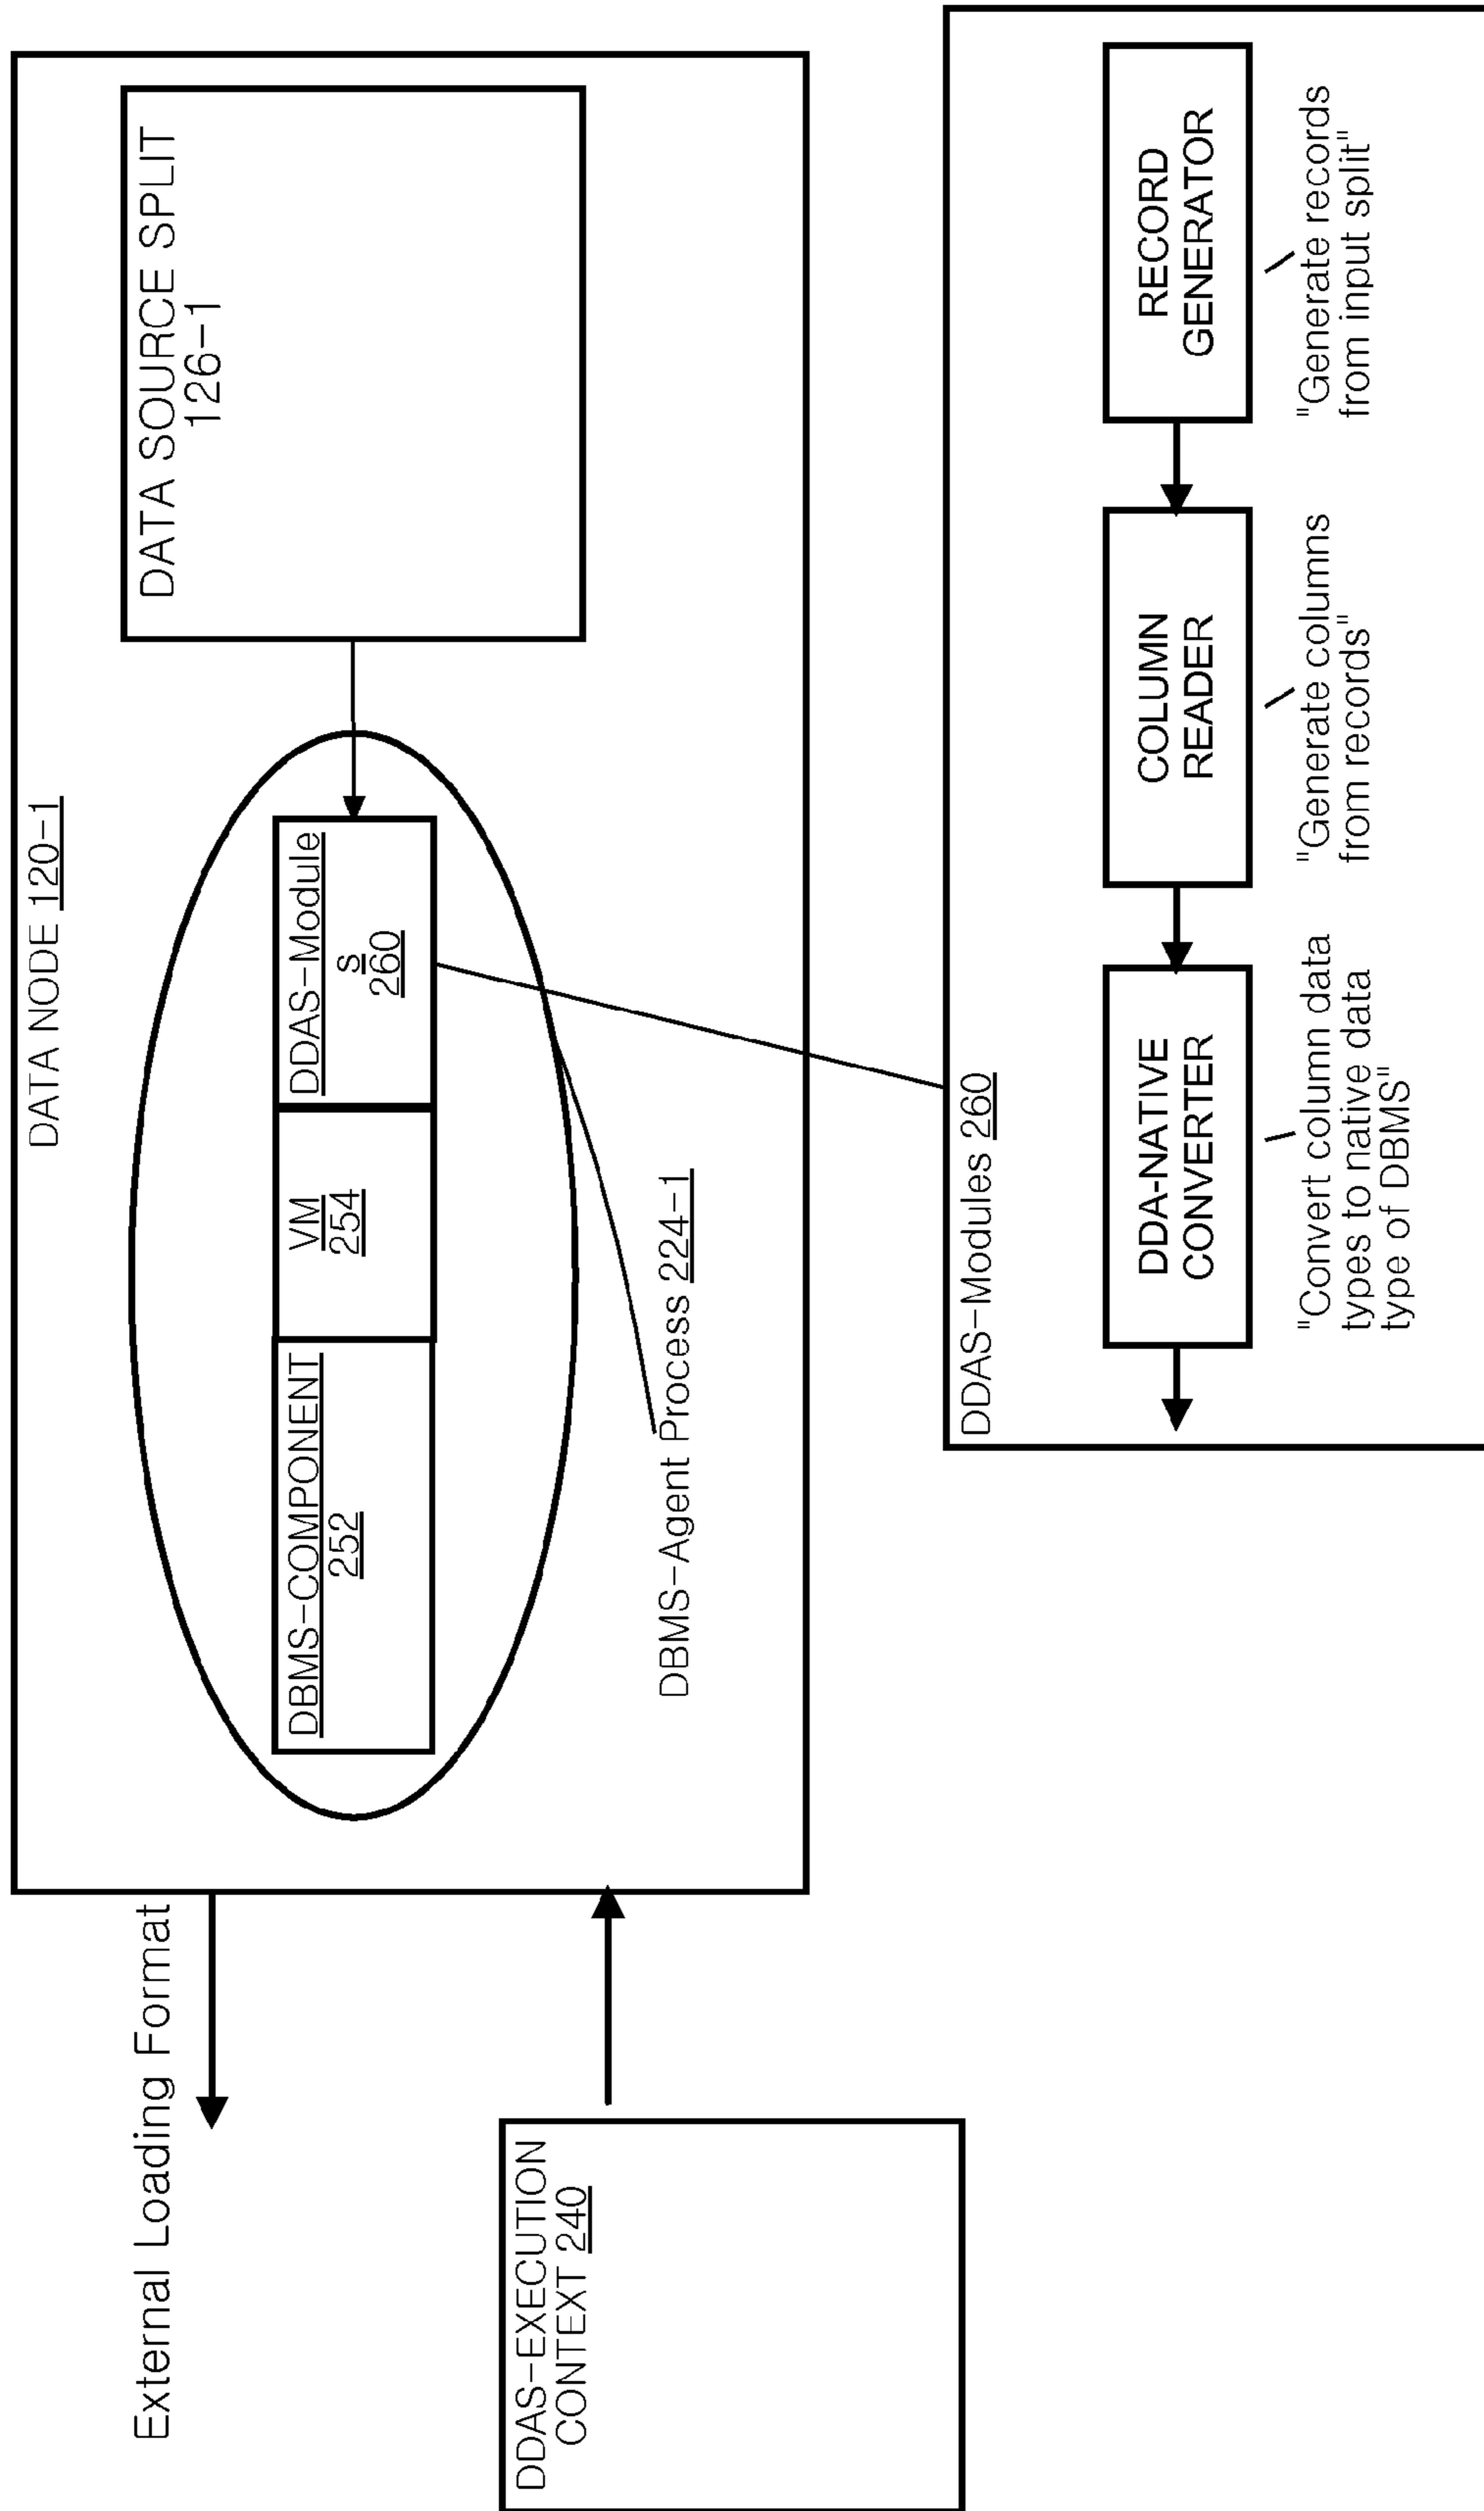 External Loading Format
DATA NODE 120-1
DBMS-COMPONENT
252
VM
254
DDAS-Module
s
260
DATA SOURCE SPLIT
126-1
DBMS-Agent Process 224-1
DDAS-EXECUTION
CONTEXT 240
DDAS-Modules 260
DDA-NATIVE
CONVERTER
COLUMN
READER
RECORD
GENERATOR
"Convert column data
types to native data
type of DBMS"
"Generate columns
from records"
"Generate records
from input split"